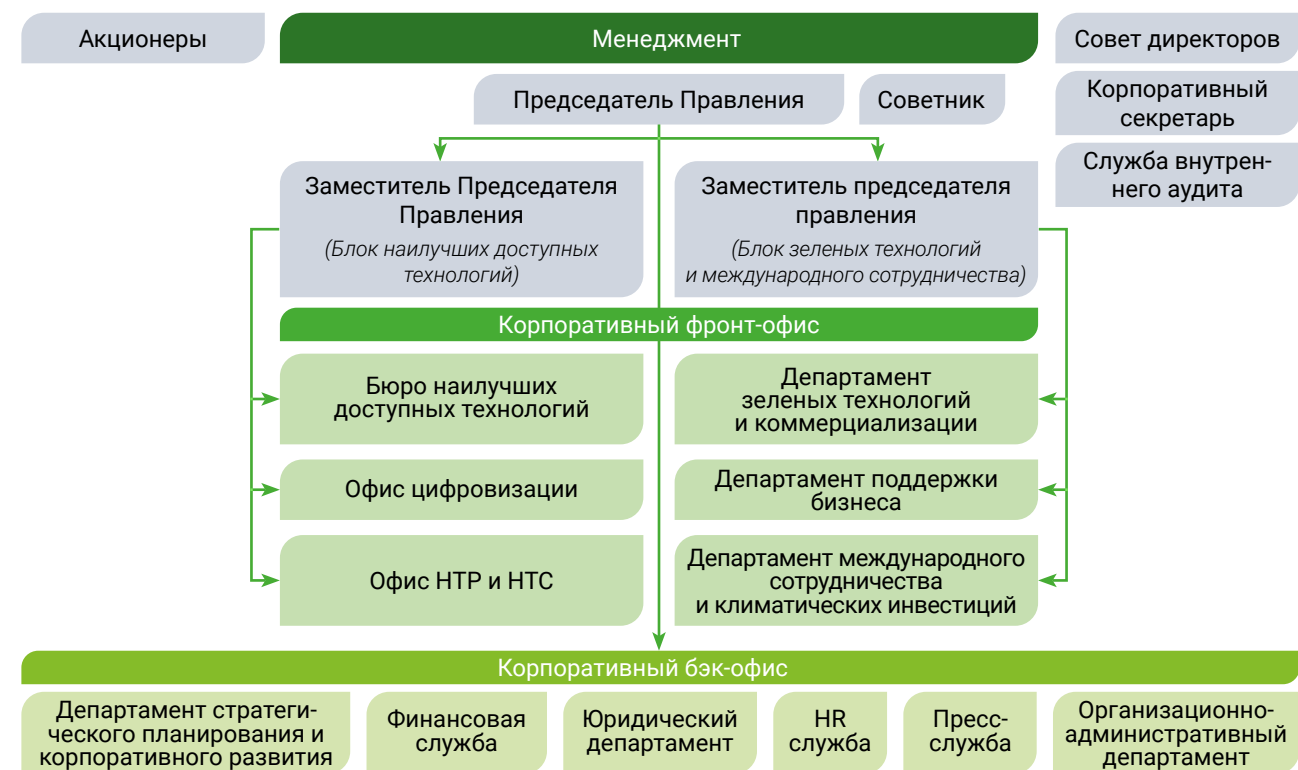 Акционеры
Менеджмент
Совет директоров
Председатель Правления
Советник
Корпоративный
секретарь
Служба внутрен-
него аудита
Заместитель Председателя
Правления
(Блок наилучших доступных
технологий)
Заместитель председателя
правления
(Блок зеленых технологий
и международного сотрудничества)
Корпоративный фронт-офис
Бюро наилучших
доступных технологий
Департамент
зеленых технологий
и коммерциализации
Офис цифровизации
Департамент поддержки
бизнеса
Офис НТР и НТС
Департамент международного
сотрудничества
и климатических инвестиций
Корпоративный бэк-офис
Департамент стратеги-
ческого планирования и
корпоративного развития
Финансовая
служба
Юридический
департамент
HR
служба
Пресс-
служба
Организационно-
административный
департамент